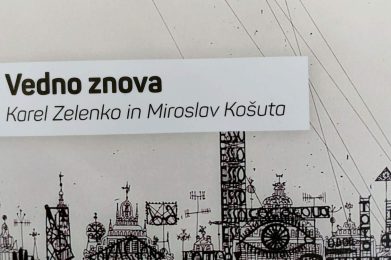 Vedno znova
Karel Zelenko in Miroslav Košuta